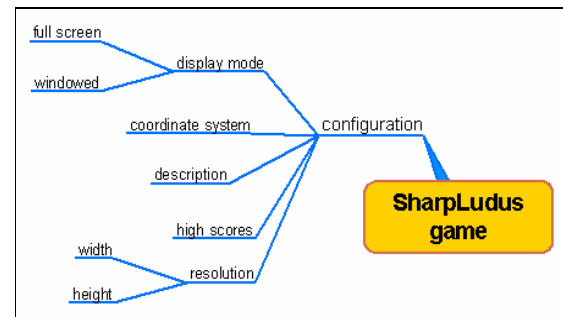 full screen
display mode
windowed
coordinate system
configuration
description
SharpLudus
game
high scores
width
resolution
height